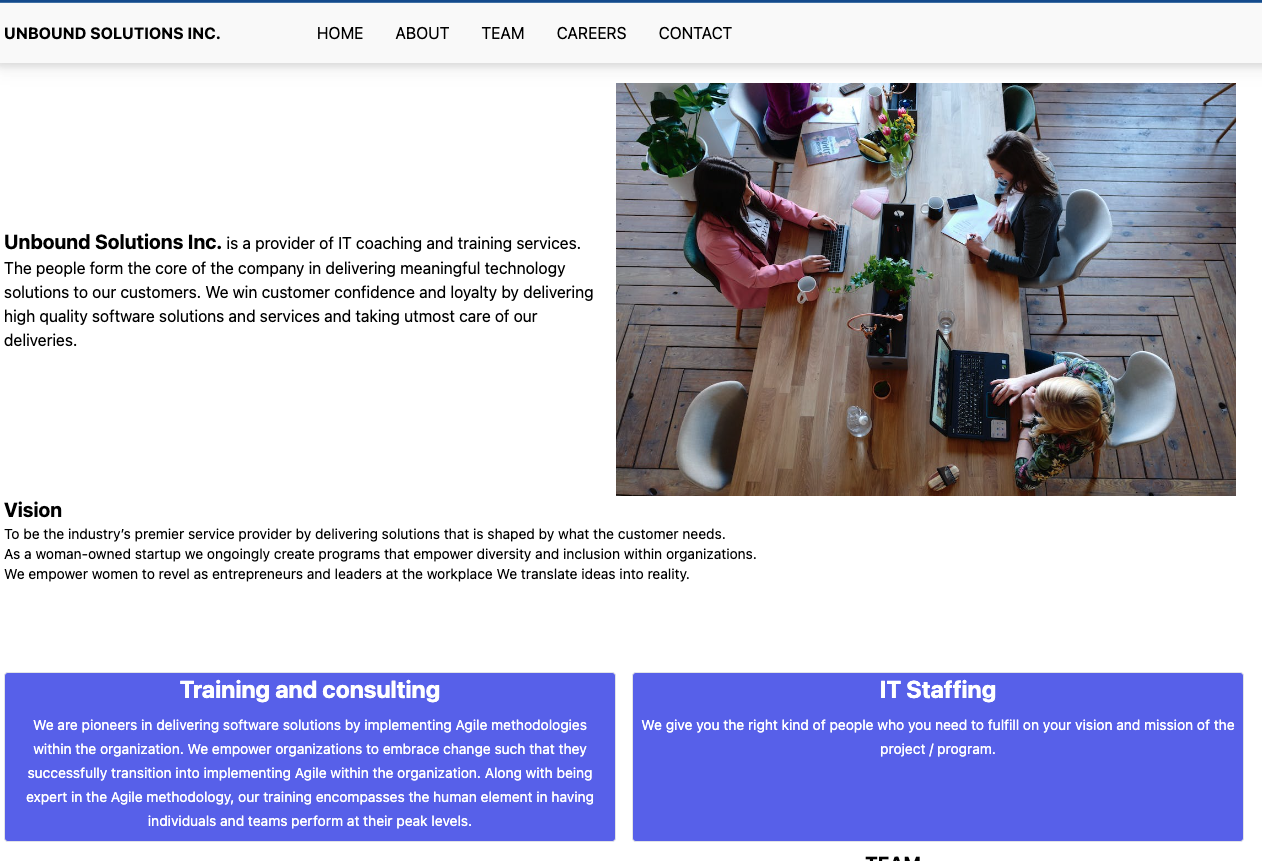 UNBOUND SOLUTIONS INC.
HOME
ABOUT
TEAM
CAREERS
CONTACT
Unbound Solutions Inc. is a provider of IT coaching and training services.
The people form the core of the company in delivering meaningful technology
solutions to our customers. We win customer confidence and loyalty by delivering
high quality software solutions and services and taking utmost care of our
deliveries.
Vision
To be the industry’s premier service provider by delivering solutions that is shaped by what the customer needs.
As a woman-owned startup we ongoingly create programs that empower diversity and inclusion within organizations.
We empower women to revel as entrepreneurs and leaders at the workplace We translate ideas into reality.
Training and consulting
We are pioneers in delivering software solutions by implementing Agile methodologies
within the organization. We empower organizations to embrace change such that they
successfully transition into implementing Agile within the organization. Along with being
expert in the Agile methodology, our training encompasses the human element in having
individuals and teams perform at their peak levels.
IT Staffing
We give you the right kind of people who you need to fulfill on your vision and mission of the
project / program.
TEAM